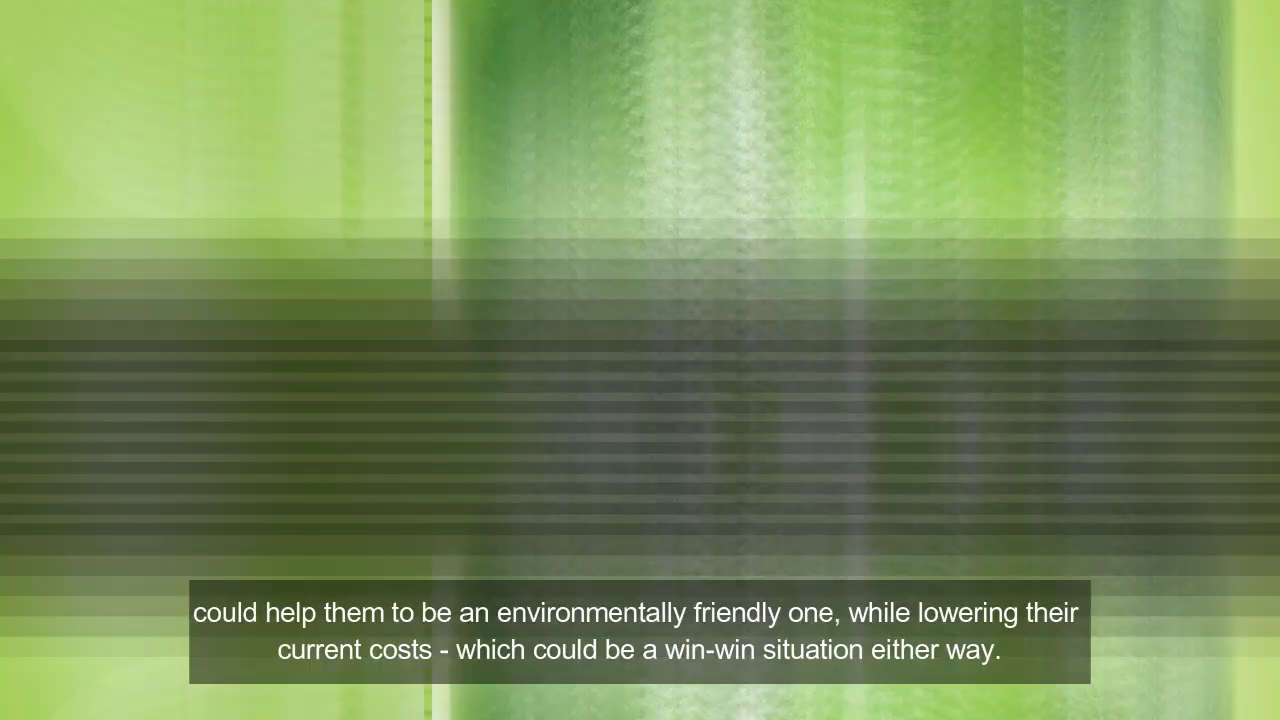 could help them to be an environmentally friendly one, while lowering their
current costs - which could be a win-win situation either way.